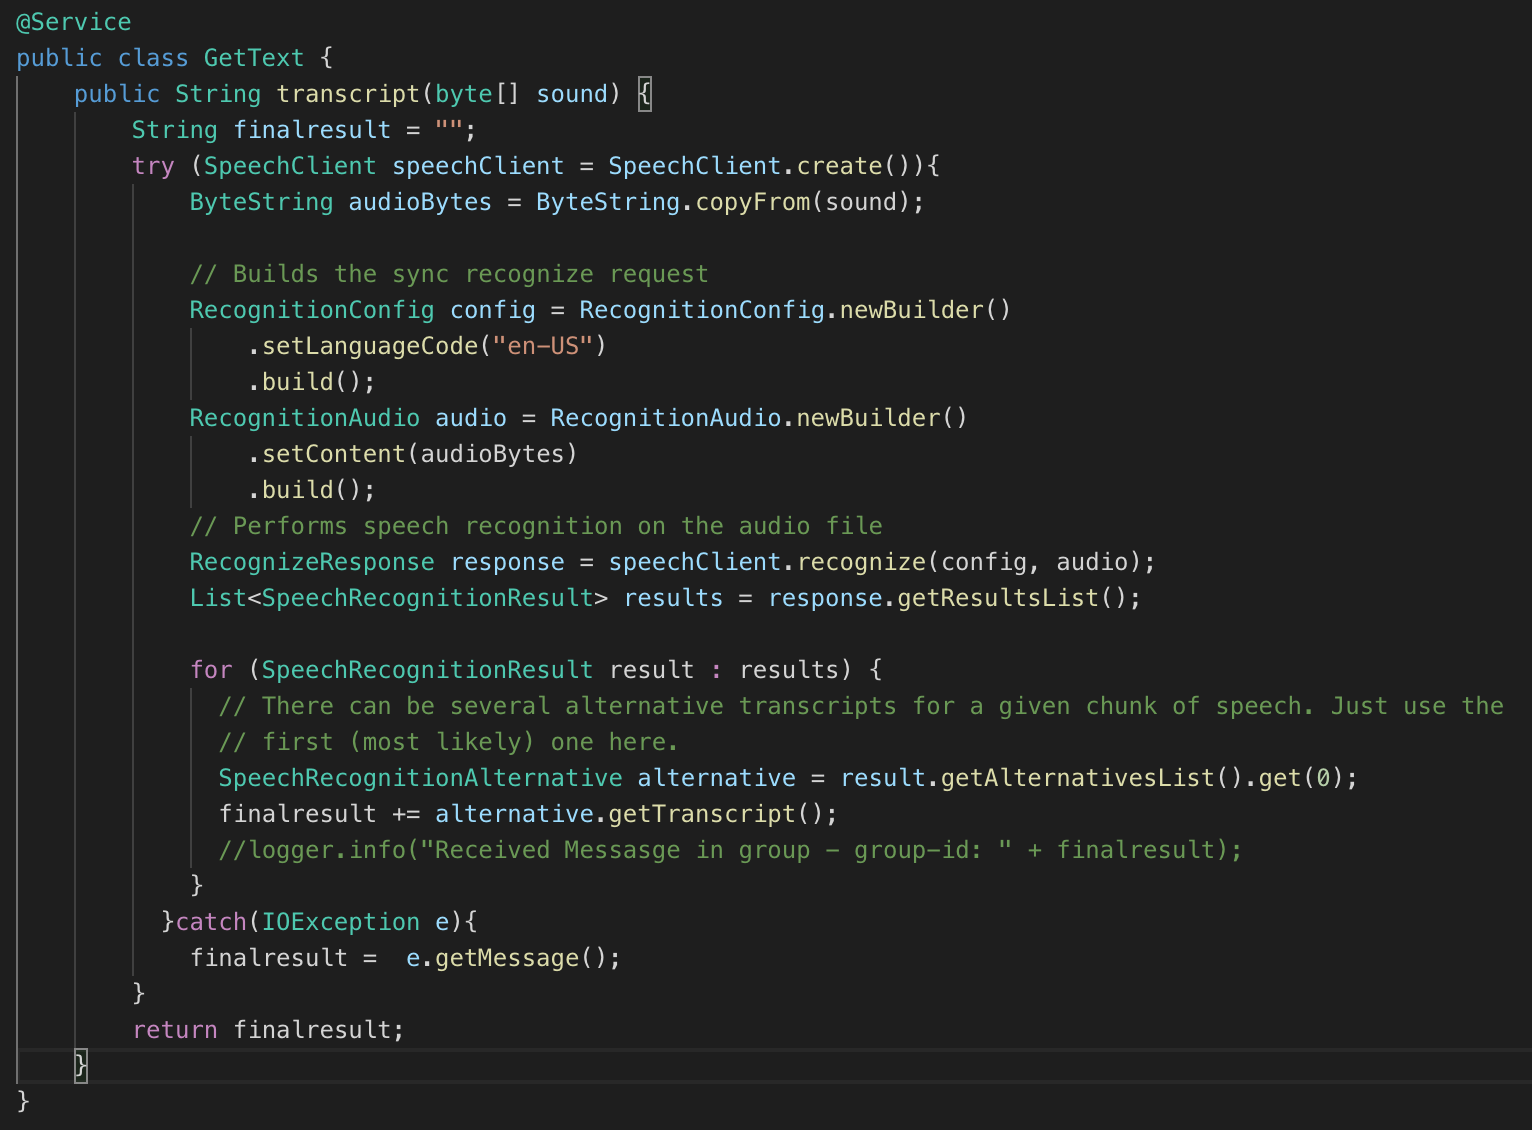 @Service
public class GetText {
public String transcript(byte[] sound) {
String finalresult = "";
try (SpeechClient speechClient = SpeechClient.create()){
ByteString audioBytes = ByteString.copyFrom(sound);
// Builds the sync recognize request
RecognitionConfig config = RecognitionConfig.newBuilder()
.setLanguageCode("en-US")
.build();
RecognitionAudio audio = RecognitionAudio.newBuilder()
.setContent(audioBytes)
.build();
// Performs speech recognition on the audio file
RecognizeResponse response = speechClient.recognize(config, audio);
List<SpeechRecognitionResult> results = response.getResultsList();
for (SpeechRecognitionResult result : results) {
// There can be several alternative transcripts for a given chunk of speech. Just use the
// first (most likely) one here.
SpeechRecognitionAlternative alternative = result.getAlternativesList().get(0);
finalresult += alternative.getTranscript();
//logger.info("Received Messasge in group - group-id: " + finalresult);
}
}catch(IOException e){
finalresult =  e.getMessage();
}
return finalresult;
}
}